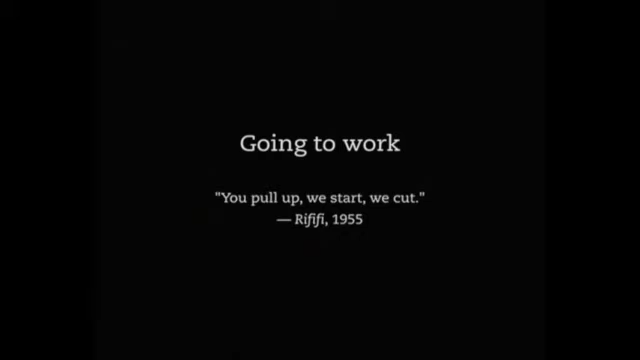 Going to work
"You pull up, we start, we cut."
— Rififi, 1955